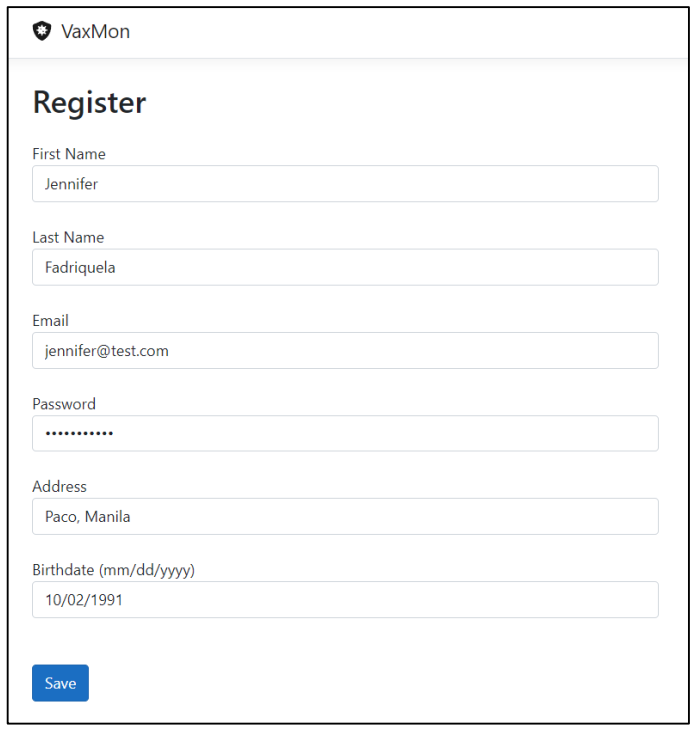 VaxMon
Register
First Name
Jennifer
Last Name
Fadriquela
Email
jennifer@test.com
Password
•••••••••••
Address
Paco, Manila
Birthdate (mm/dd/yyyy)
10/02/1991
Save